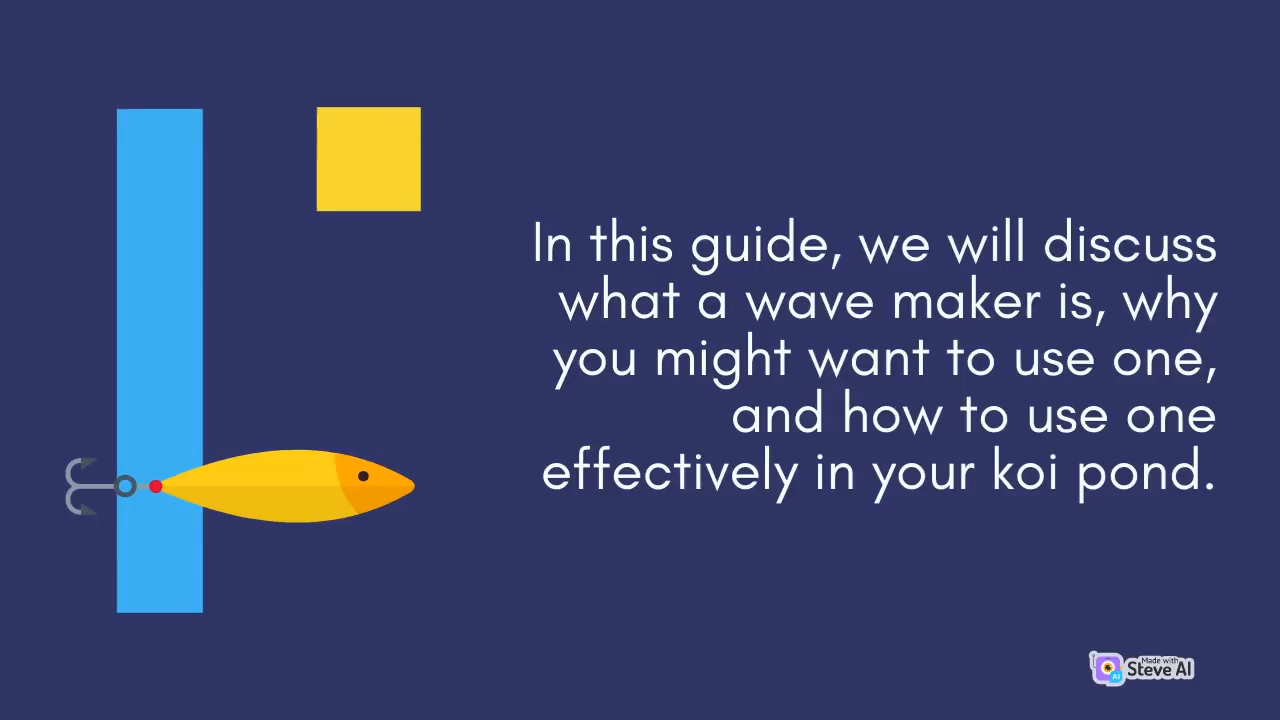 In this guide, we will discuss
what a wave maker is, why
you might want to use one,
and how to use one
effectively in your koi pond.
Made with
Steve AI
AI